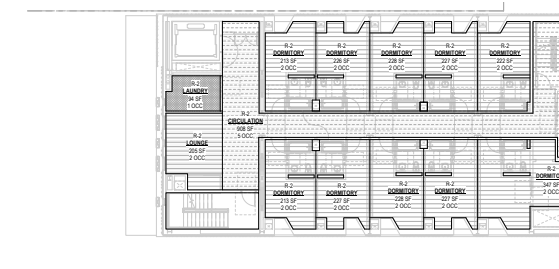 R-2
DORMITORY
213 SF
2 OCC
R-2
DORMITORY
226 SF
2 OCC
R-2
DORMITORY
228 SF
2 OCC
R-2
DORMITORY
227 SF
2 OCC
R-2
DORMITORY
222 SF
2 OCC
R-2
LAUNDRY
94 SF
1 OCC
R-2
CIRCULATION
908 SF
5 OCC
R-2
LOUNGE
205 SF
2 OCC
R-2
DORMITORY
213 SF
2 OCC
R-2
DORMITORY
227 SF
2 OCC
R-2
DORMITORY
228 SF
2 OCC
R-2
DORMITORY
227 SF
2 OCC
R-2
DORMITO
347 SF
2 OCC